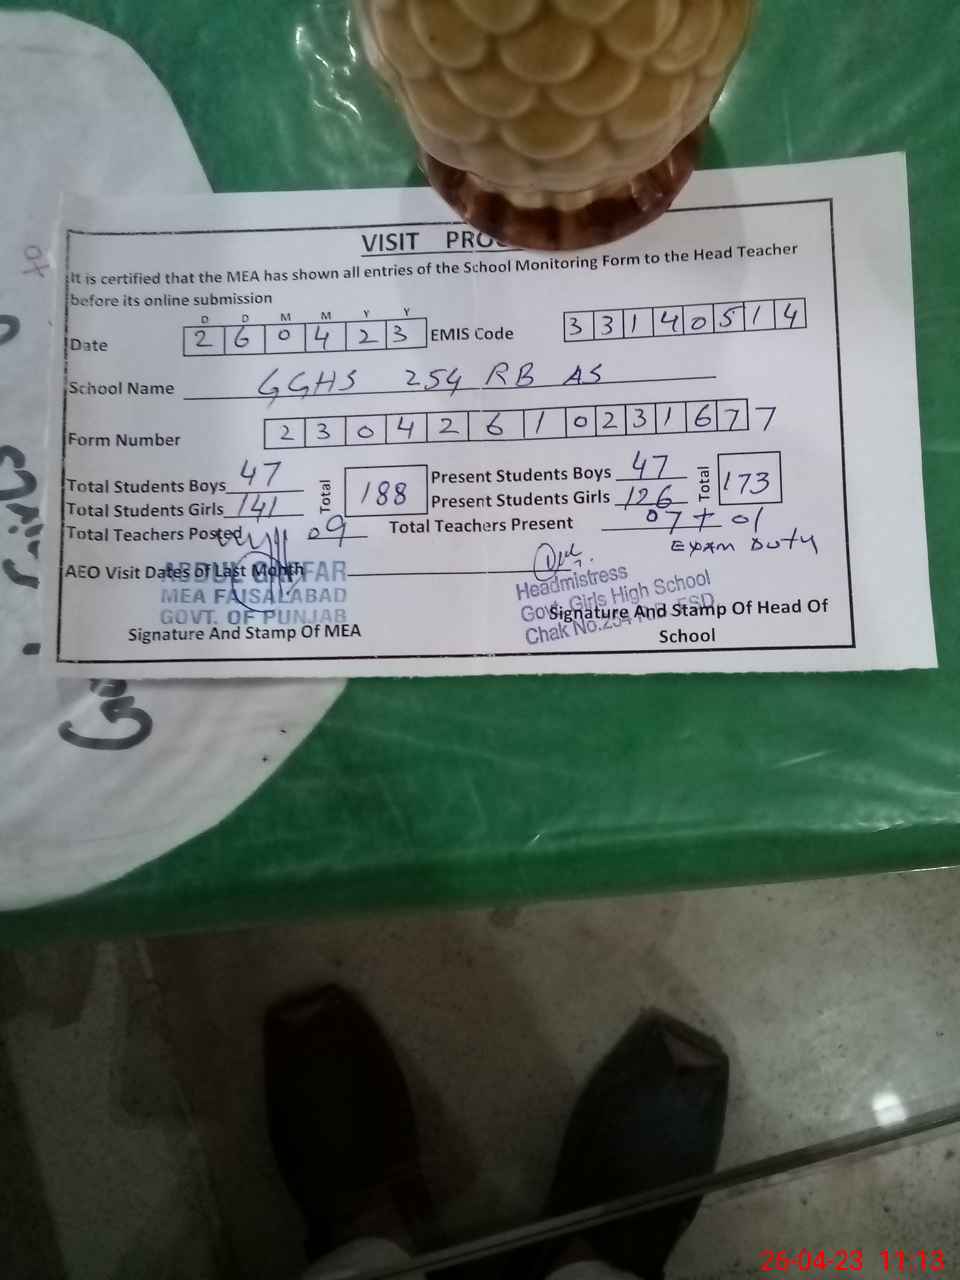 VISIT
It is certified that the MEA has shown all entries of the School Monitoring Form to the Head Teacher
before its online submission
D D M M Y Y
Date 2 6 0 4 2 3 EMIS Code 3 3 1 4 0 5 1 4
School Name GGHS 254 RB AS
Form Number 2 3 0 4 2 6 1 0 2 3 1 6 7 7
Total Students Boys 47 Total 188 Present Students Boys 47 Total 173
Total Students Girls 141 Present Students Girls 126
Total Teachers Posted 09 Total Teachers Present 07 + 01
Exam Duty
AEO Visit Dates of Last Month
MEA FAISALABAD
GOVT. OF PUNJAB
Signature And Stamp Of MEA
Headmistress
Govt. Girls High School
Chak No.254
Signature And Stamp Of Head Of
School
26-04-23 11:13